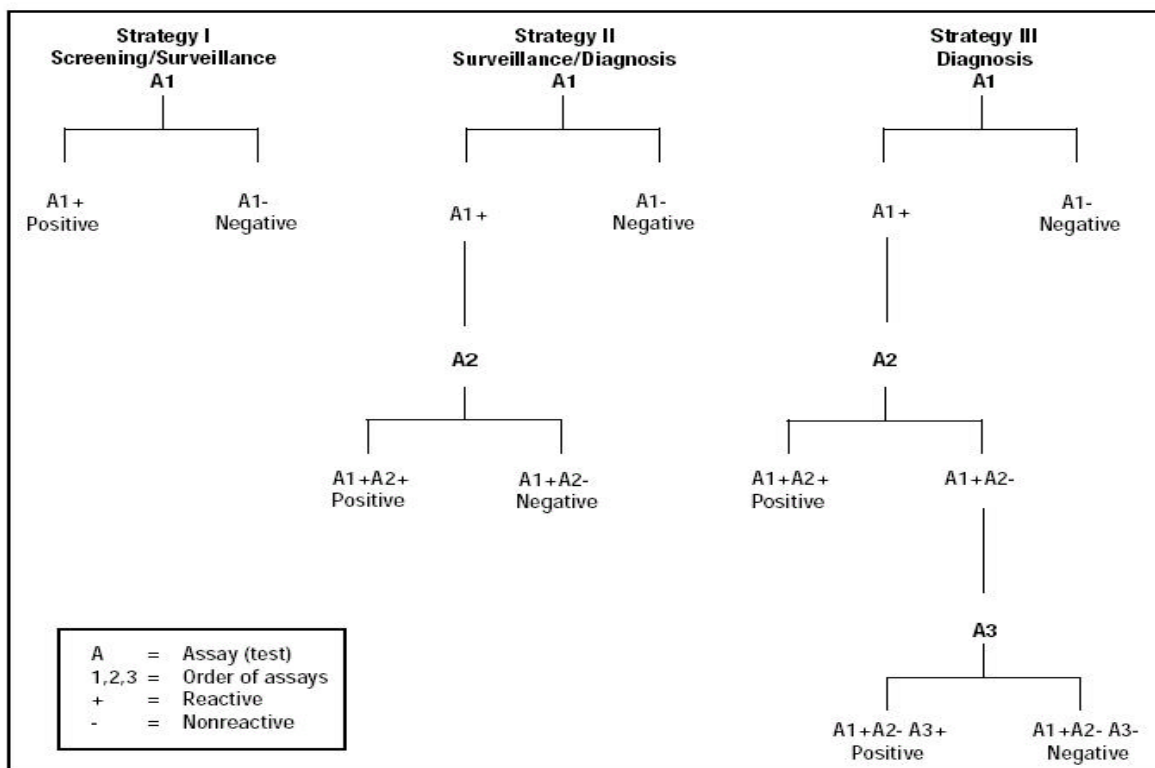 Strategy I
Screening/Surveillance
A1
A1+
Positive
A1-
Negative
Strategy II
Surveillance/Diagnosis
A1
A1+
A1-
Negative
A2
A1+A2+
Positive
A1+A2-
Negative
Strategy III
Diagnosis
A1
A1+
A1-
Negative
A2
A1+A2+
Positive
A1+A2-
A3
A1+A2- A3+
Positive
A1+A2- A3-
Negative
A = Assay (test)
1,2,3 = Order of assays
+ = Reactive
- = Nonreactive